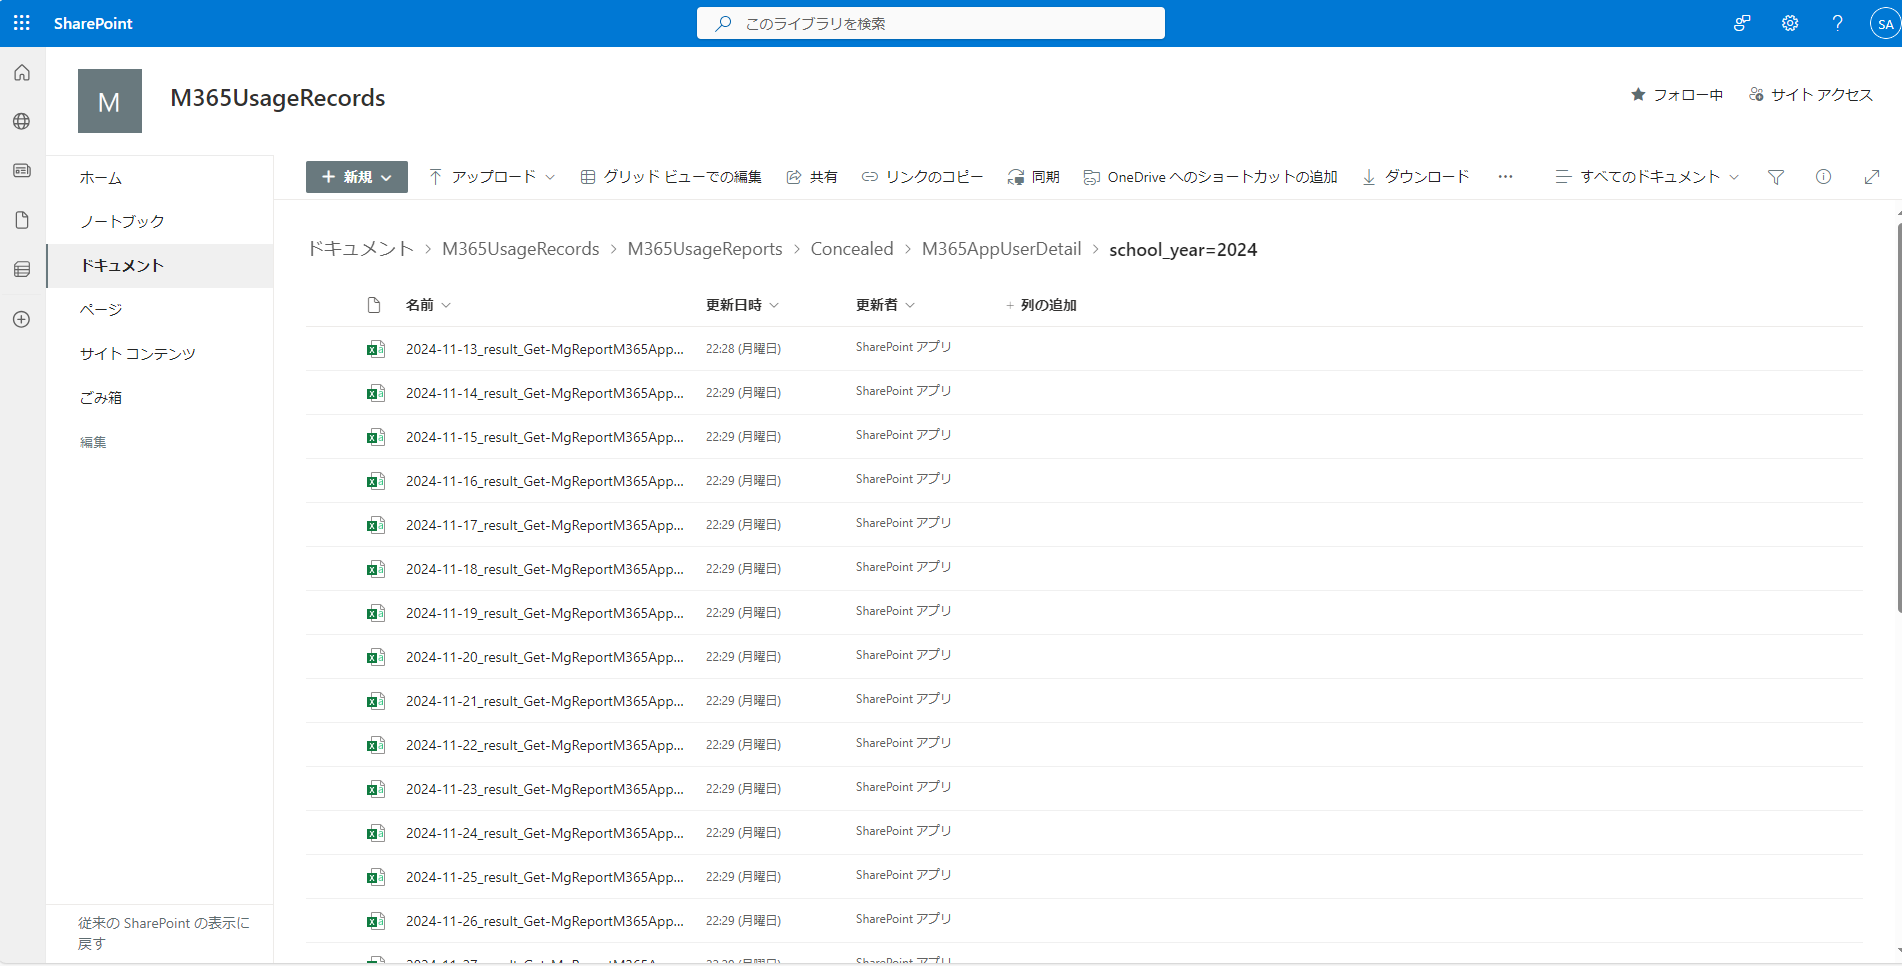 SharePoint
このライブラリを検索
SA
M
M365UsageRecords
フォロー中
サイト アクセス
ホーム
ノートブック
ドキュメント
ページ
サイト コンテンツ
ごみ箱
編集
従来の SharePoint の表示に
戻す
新規
アップロード
グリッド ビューでの編集
共有
リンクのコピー
同期
OneDrive へのショートカットの追加
ダウンロード
すべてのドキュメント
ドキュメント > M365UsageRecords > M365UsageReports > Concealed > M365AppUserDetail > school_year=2024
名前 更新日時 更新者 + 列の追加
2024-11-13_result_Get-MgReportM365App... 22:28 (月曜日) SharePoint アプリ
2024-11-14_result_Get-MgReportM365App... 22:29 (月曜日) SharePoint アプリ
2024-11-15_result_Get-MgReportM365App... 22:29 (月曜日) SharePoint アプリ
2024-11-16_result_Get-MgReportM365App... 22:29 (月曜日) SharePoint アプリ
2024-11-17_result_Get-MgReportM365App... 22:29 (月曜日) SharePoint アプリ
2024-11-18_result_Get-MgReportM365App... 22:29 (月曜日) SharePoint アプリ
2024-11-19_result_Get-MgReportM365App... 22:29 (月曜日) SharePoint アプリ
2024-11-20_result_Get-MgReportM365App... 22:29 (月曜日) SharePoint アプリ
2024-11-21_result_Get-MgReportM365App... 22:29 (月曜日) SharePoint アプリ
2024-11-22_result_Get-MgReportM365App... 22:29 (月曜日) SharePoint アプリ
2024-11-23_result_Get-MgReportM365App... 22:29 (月曜日) SharePoint アプリ
2024-11-24_result_Get-MgReportM365App... 22:29 (月曜日) SharePoint アプリ
2024-11-25_result_Get-MgReportM365App... 22:29 (月曜日) SharePoint アプリ
2024-11-26_result_Get-MgReportM365App... 22:29 (月曜日) SharePoint アプリ